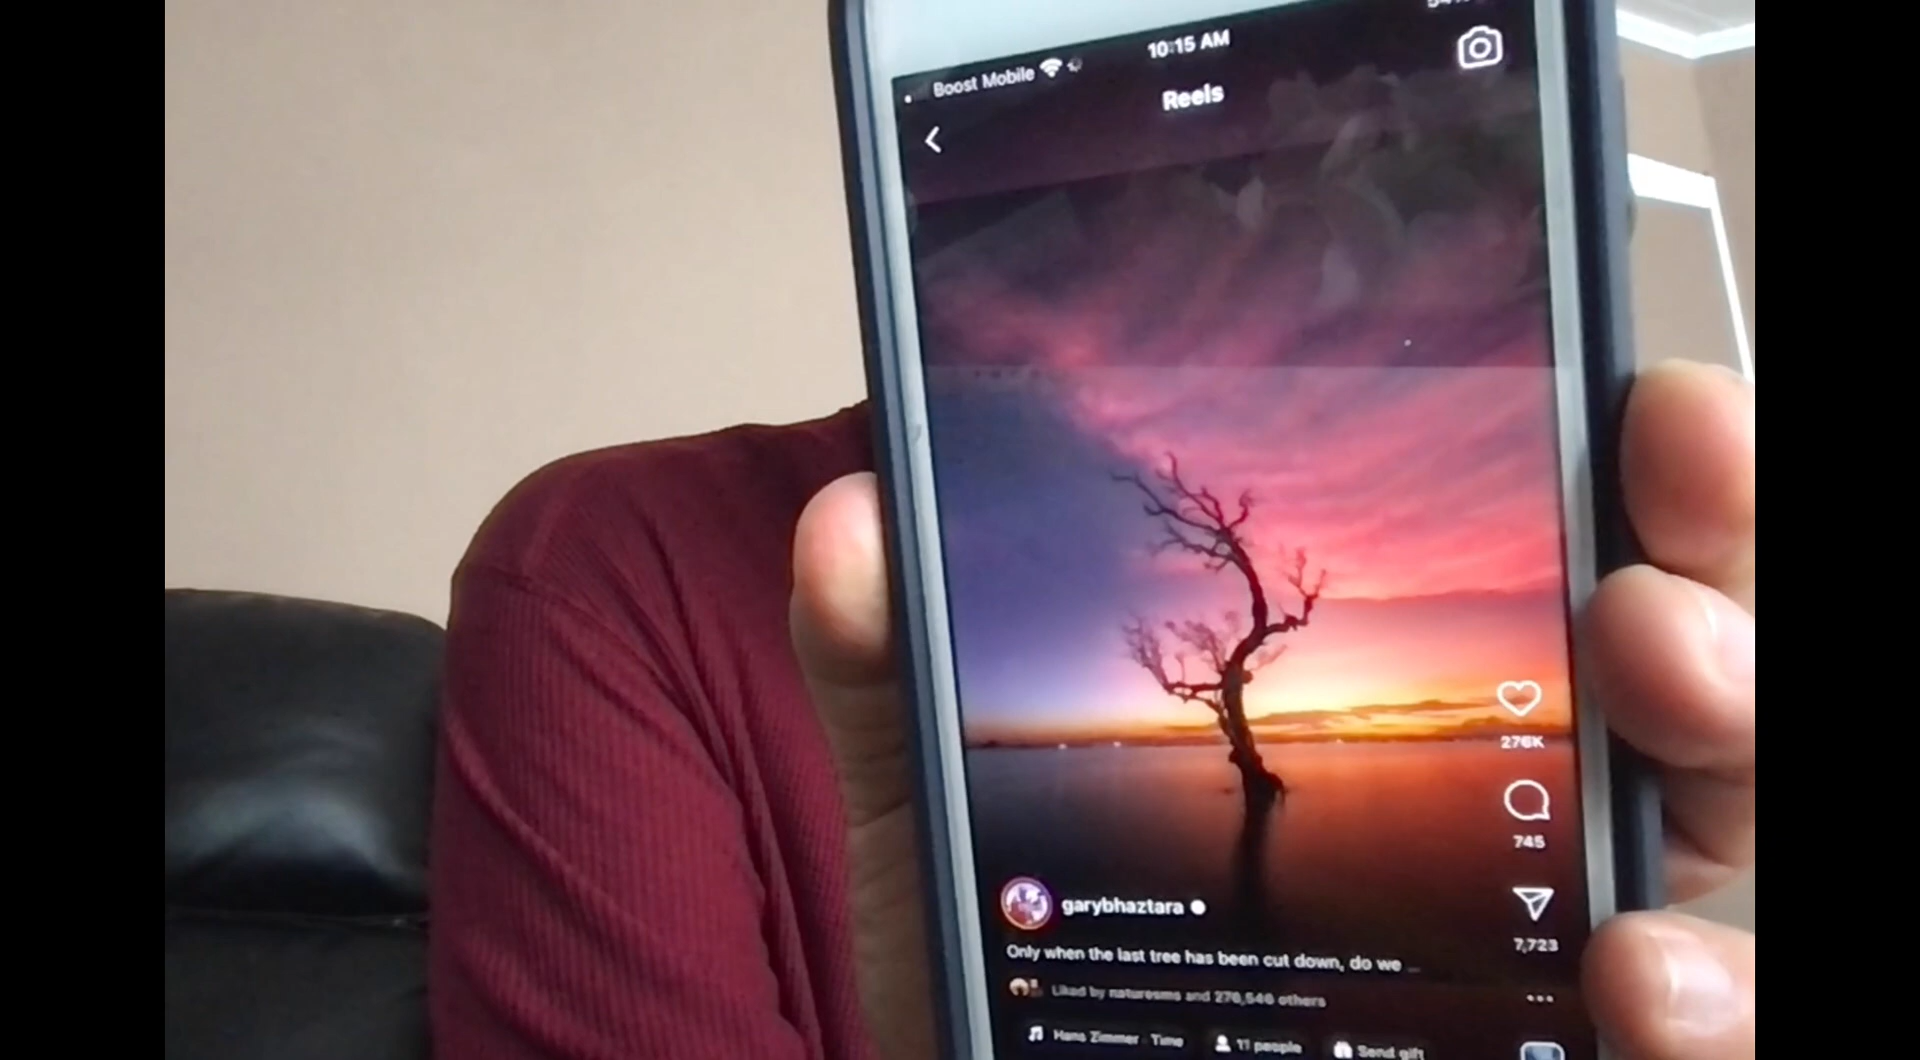 Boost Mobile
10:15 AM
Reels
276K
745
7,723
garybhaztara
Only when the last tree has been cut down, do we ...
Liked by naturesms and 276,546 others
Hans Zimmer · Time
11 people
Send gift